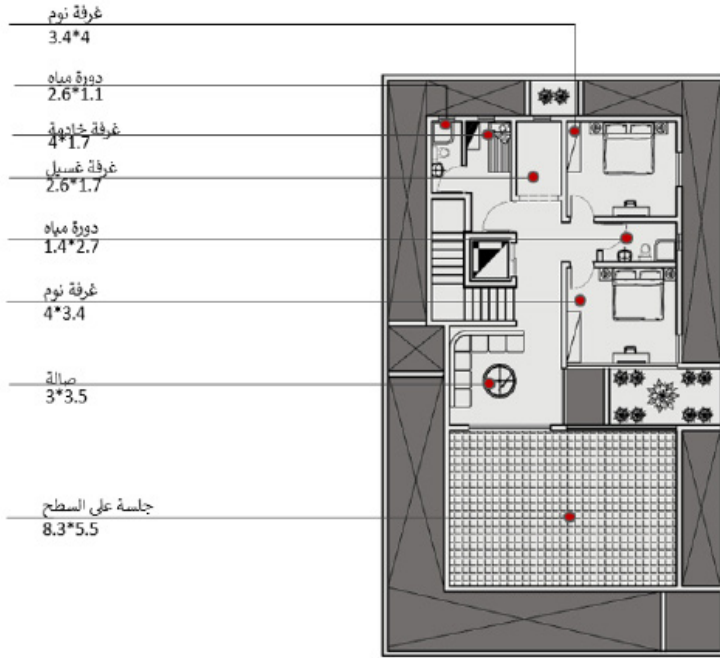 غرفة نوم
3.4*4
دورة مياه
2.6*1.1
غرفة خادمة
4*1.7
غرفة غسيل
2.6*1.7
دورة مياه
1.4*2.7
غرفة نوم
4*3.4
صالة
3*3.5
جلسة على السطح
8.3*5.5